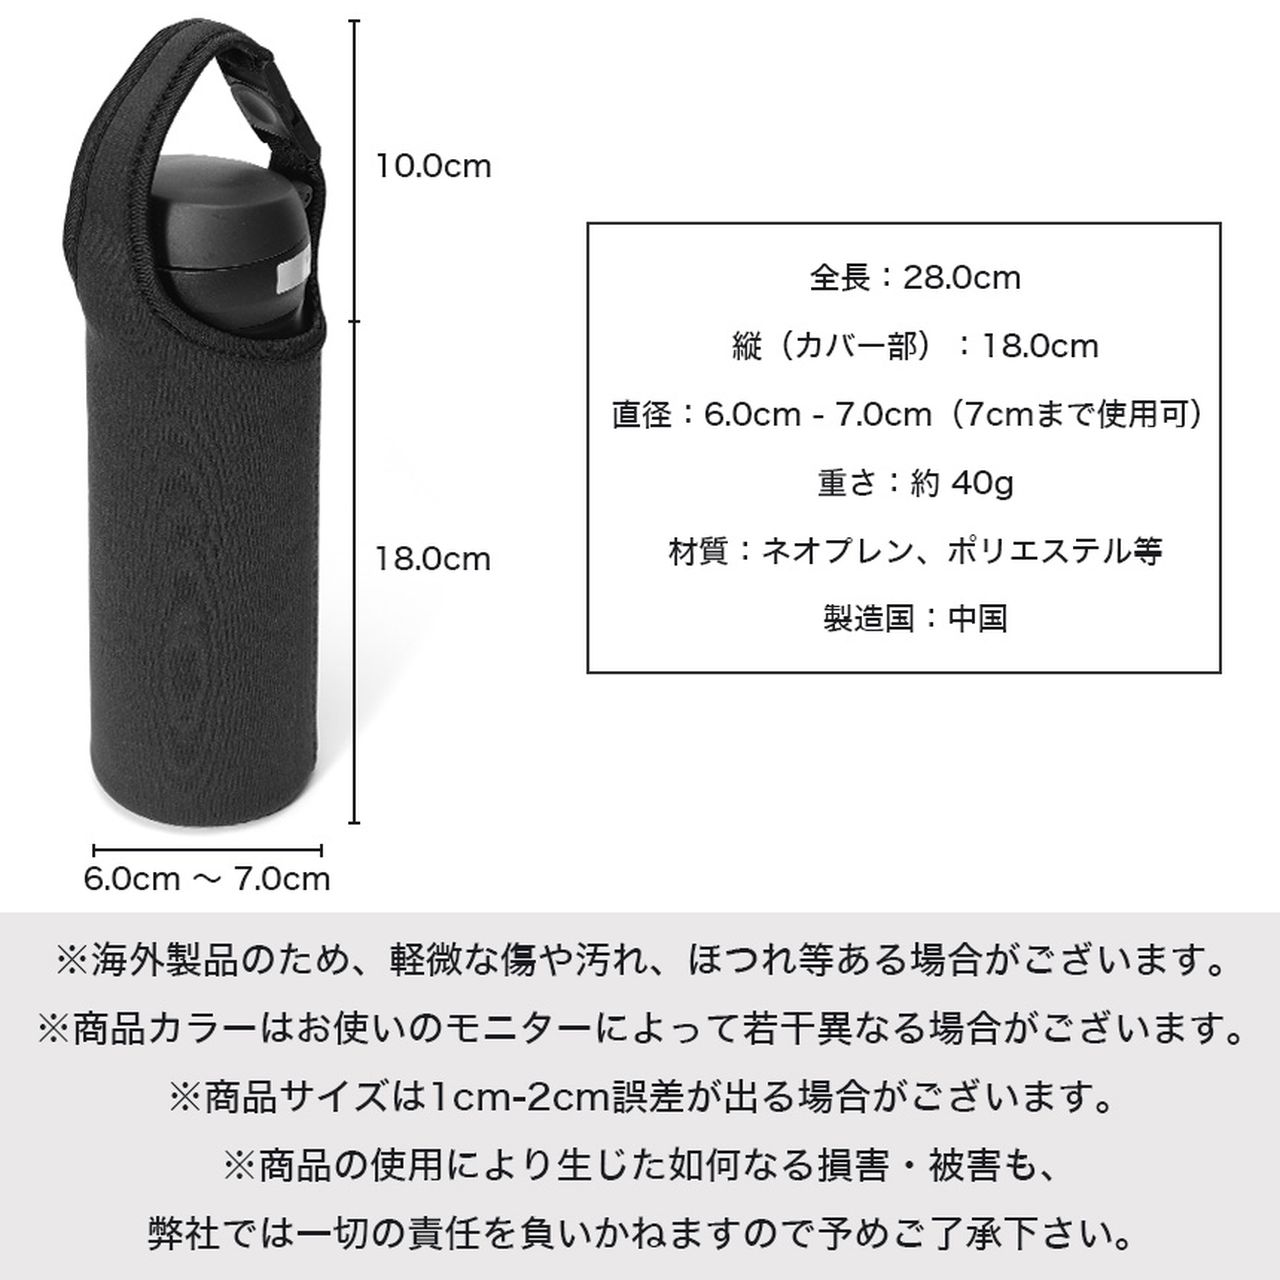 10.0cm
全長：28.0cm
縦（カバー部）：18.0cm
直径：6.0cm - 7.0cm（7cmまで使用可）
重さ：約 40g
材質：ネオプレン、ポリエステル等
製造国：中国
18.0cm
6.0cm 〜 7.0cm
※海外製品のため、軽微な傷や汚れ、ほつれ等ある場合がございます。
※商品カラーはお使いのモニターによって若干異なる場合がございます。
※商品サイズは1cm-2cm誤差が出る場合がございます。
※商品の使用により生じた如何なる損害・被害も、
弊社では一切の責任を負いかねますので予めご了承下さい。